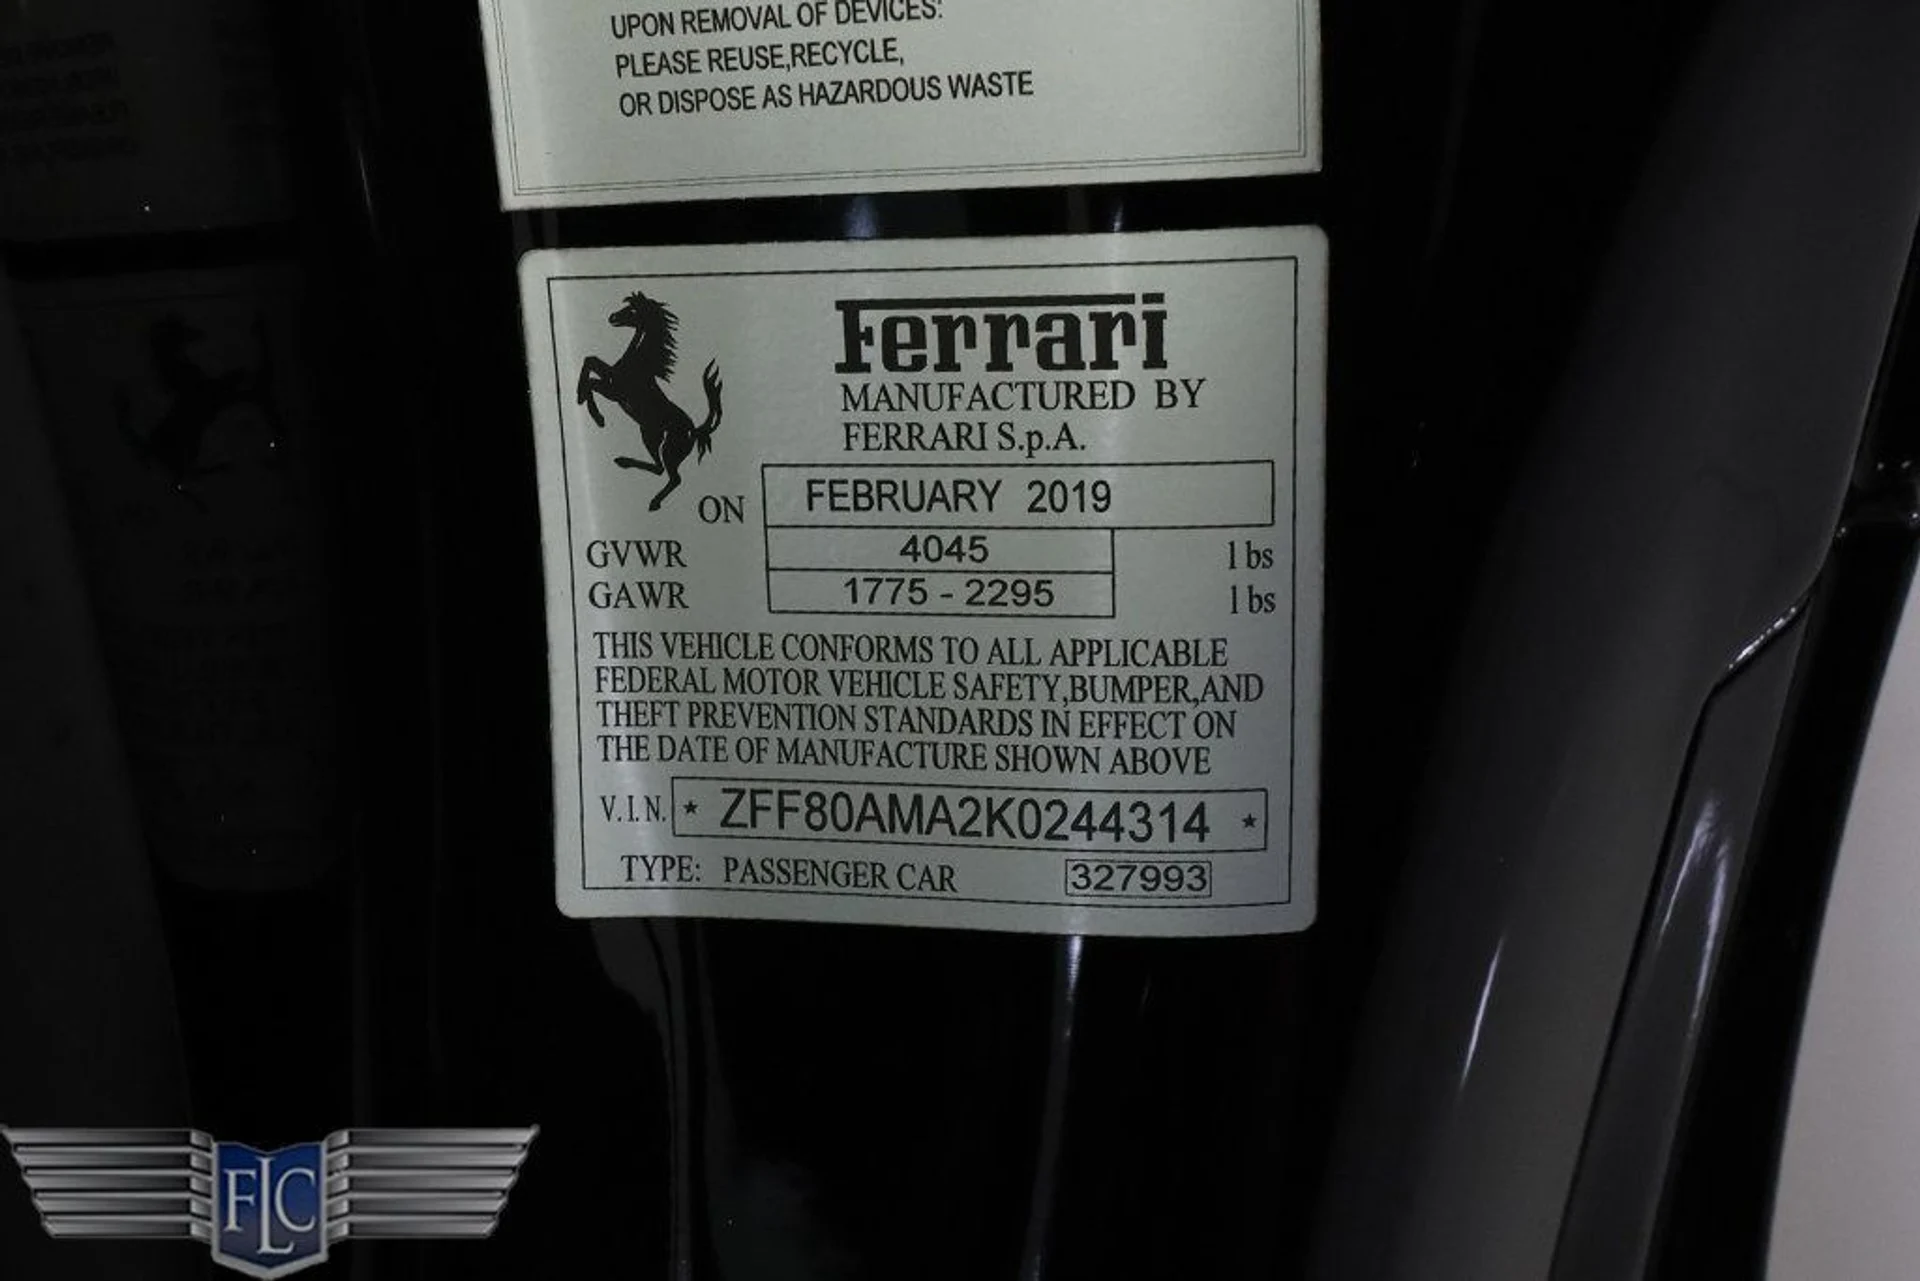 UPON REMOVAL OF DEVICES:
PLEASE REUSE,RECYCLE,
OR DISPOSE AS HAZARDOUS WASTE
Ferrari
MANUFACTURED BY
FERRARI S.p.A.
ON FEBRUARY 2019
GVWR 4045 lbs
GAWR 1775 - 2295 lbs
THIS VEHICLE CONFORMS TO ALL APPLICABLE
FEDERAL MOTOR VEHICLE SAFETY,BUMPER,AND
THEFT PREVENTION STANDARDS IN EFFECT ON
THE DATE OF MANUFACTURE SHOWN ABOVE
V.I.N. * ZFF80AMA2K0244314 *
TYPE: PASSENGER CAR 327993
FLC